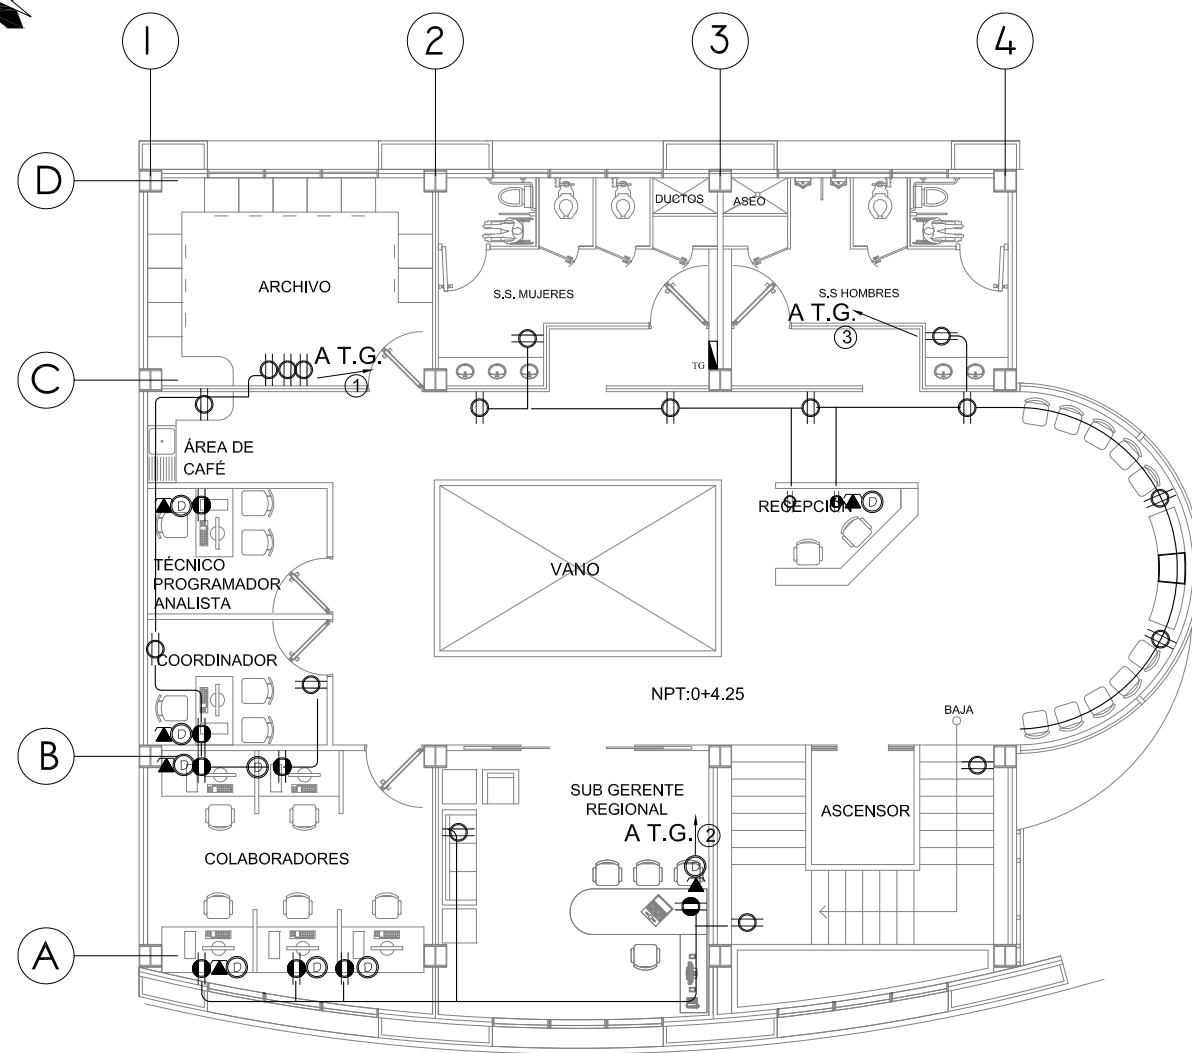 1
2
3
4
D
DUCTOS
ASEO
ARCHIVO
S.S. MUJERES
S.S HOMBRES
A T.G.
3
A T.G.
1
TG
C
ÁREA DE
CAFÉ
D
RECEPCIÓN
D
TÉCNICO
PROGRAMADOR
ANALISTA
VANO
COORDINADOR
NPT:0+4.25
BAJA
D
B
D
D
SUB GERENTE
REGIONAL
ASCENSOR
A T.G.
2
COLABORADORES
D
A
D
D
D